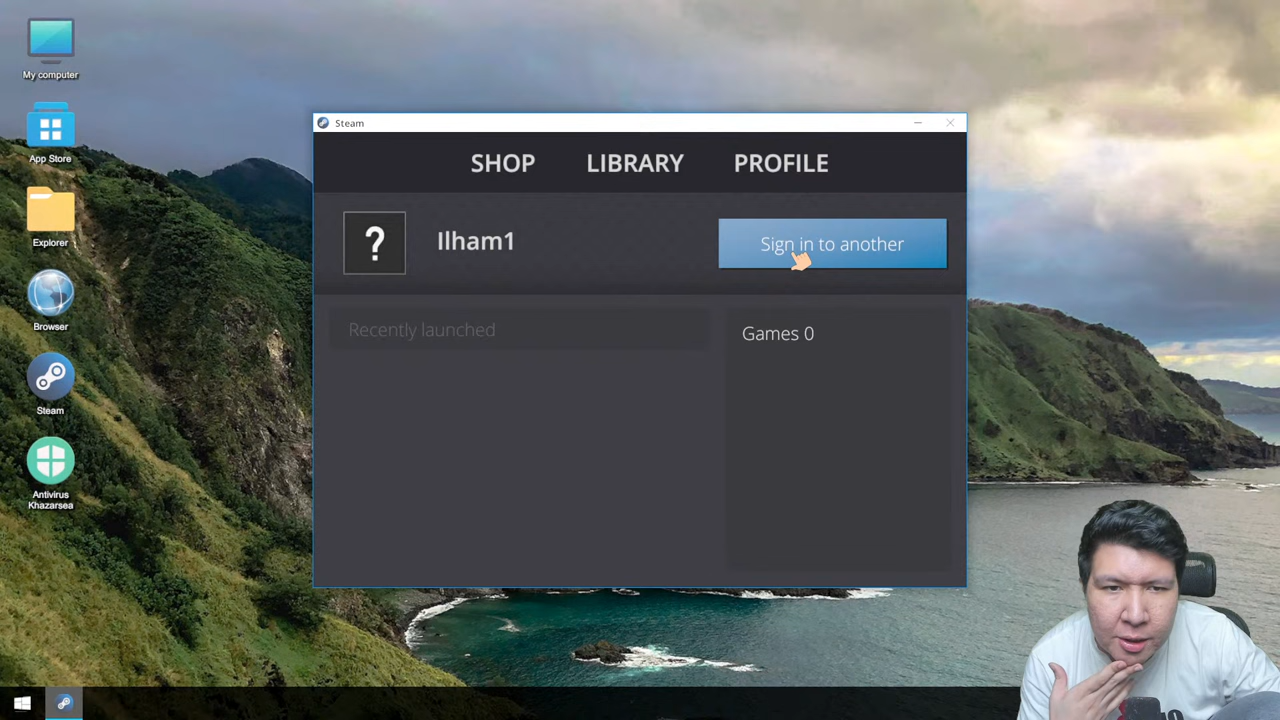 My computer
App Store
Explorer
Browser
Steam
Antivirus
Khazarsea
Steam
SHOP LIBRARY PROFILE
?
Ilham1
Sign in to another
Recently launched
Games 0